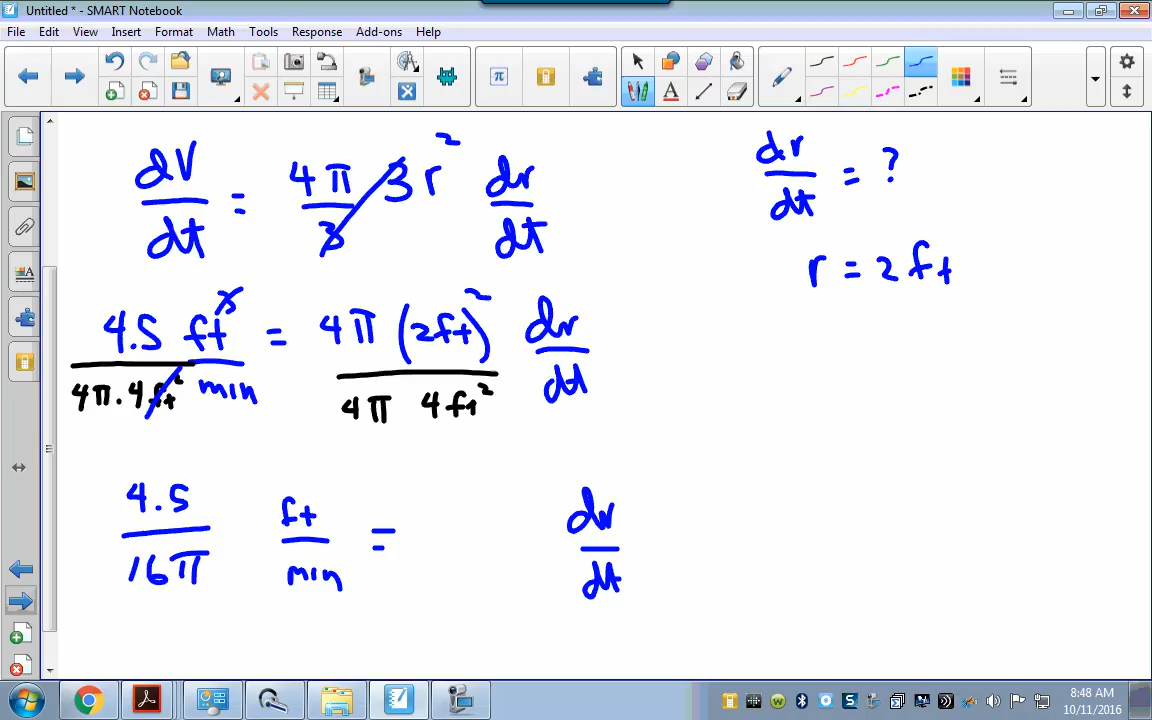 Untitled * - SMART Notebook
File Edit View Insert Format Math Tools Response Add-ons Help
dV/dt = 4π/3 3r² dr/dt
dr/dt = ?
r = 2 ft
4.5 ft³/min = 4π (2ft)² dr/dt
4π . 4ft² 4π 4ft²
4.5/16π ft/min = dr/dt
8:48 AM
10/11/2016